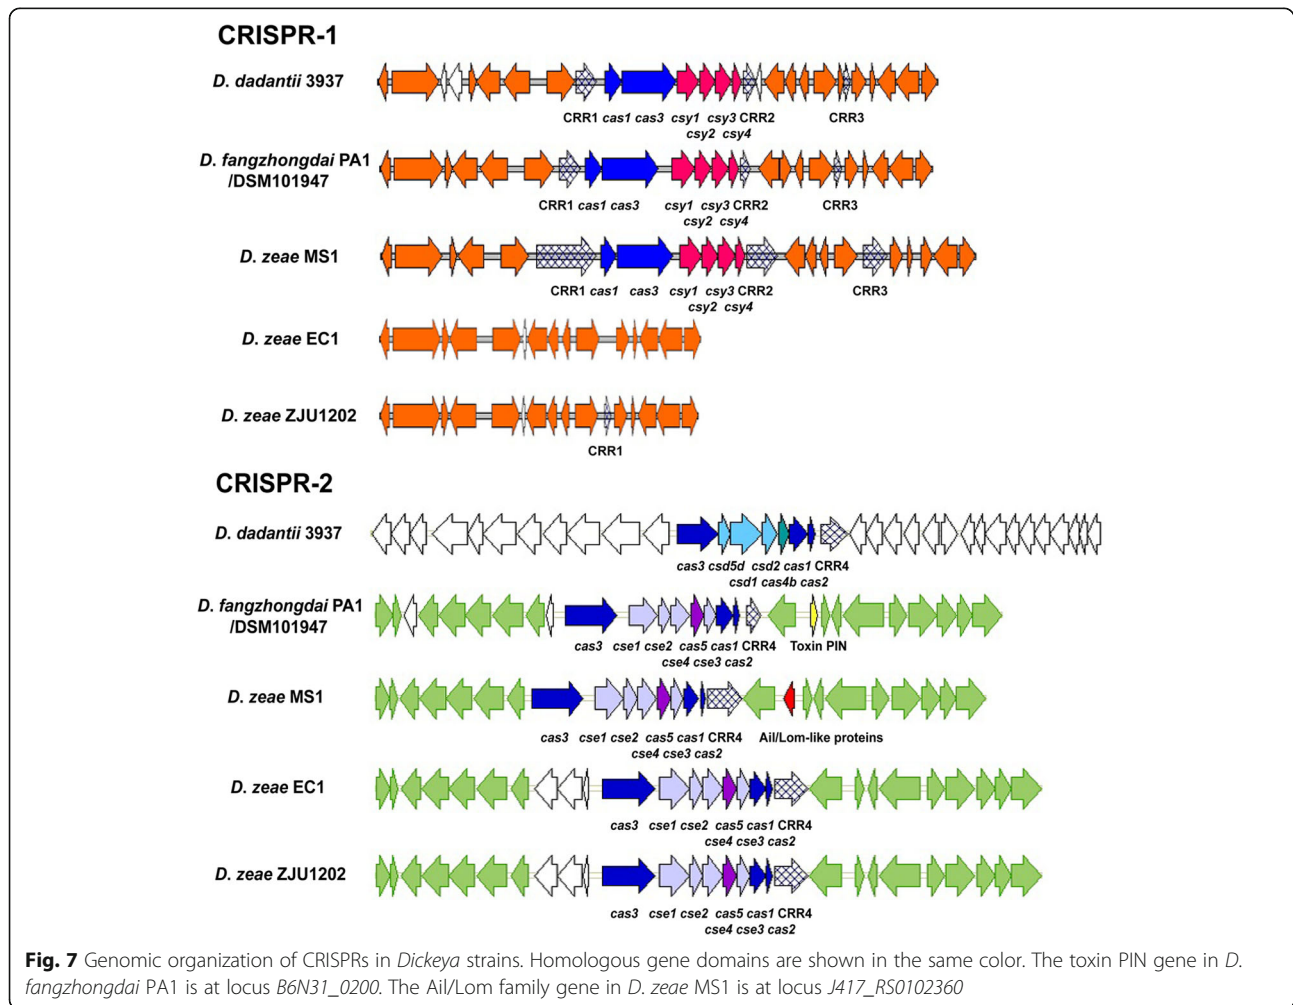 CRISPR-1
D. dadantii 3937
CRR1 cas1 cas3 csy1 csy3 CRR2 CRR3
csy2 csy4
D. fangzhongdai PA1
/DSM101947
CRR1 cas1 cas3 csy1 csy3 CRR2 CRR3
csy2 csy4
D. zeae MS1
CRR1 cas1 cas3 csy1 csy3 CRR2 CRR3
csy2 csy4
D. zeae EC1
D. zeae ZJU1202
CRR1
CRISPR-2
D. dadantii 3937
cas3 csd5d csd2 cas1 CRR4
csd1 cas4b cas2
D. fangzhongdai PA1
/DSM101947
cas3 cse1 cse2 cas5 cas1 CRR4 Toxin PIN
cse4 cse3 cas2
D. zeae MS1
cas3 cse1 cse2 cas5 cas1 CRR4 Ail/Lom-like proteins
cse4 cse3 cas2
D. zeae EC1
cas3 cse1 cse2 cas5 cas1 CRR4
cse4 cse3 cas2
D. zeae ZJU1202
cas3 cse1 cse2 cas5 cas1 CRR4
cse4 cse3 cas2
Fig. 7 Genomic organization of CRISPRs in Dickeya strains. Homologous gene domains are shown in the same color. The toxin PIN gene in D.
fangzhongdai PA1 is at locus B6N31_0200. The Ail/Lom family gene in D. zeae MS1 is at locus J417_RS0102360